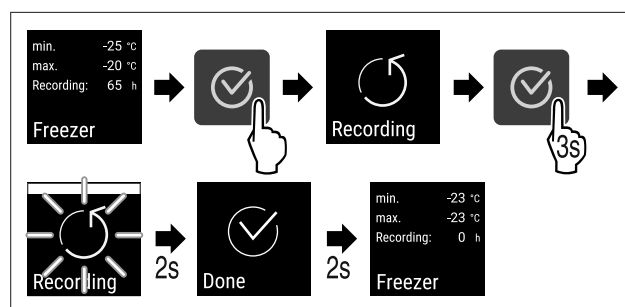 min. -25 °C
max. -20 °C
Recording: 65 h
Freezer
Recording
3s
Recording
2s
Done
2s
min. -23 °C
max. -23 °C
Recording: 0 h
Freezer